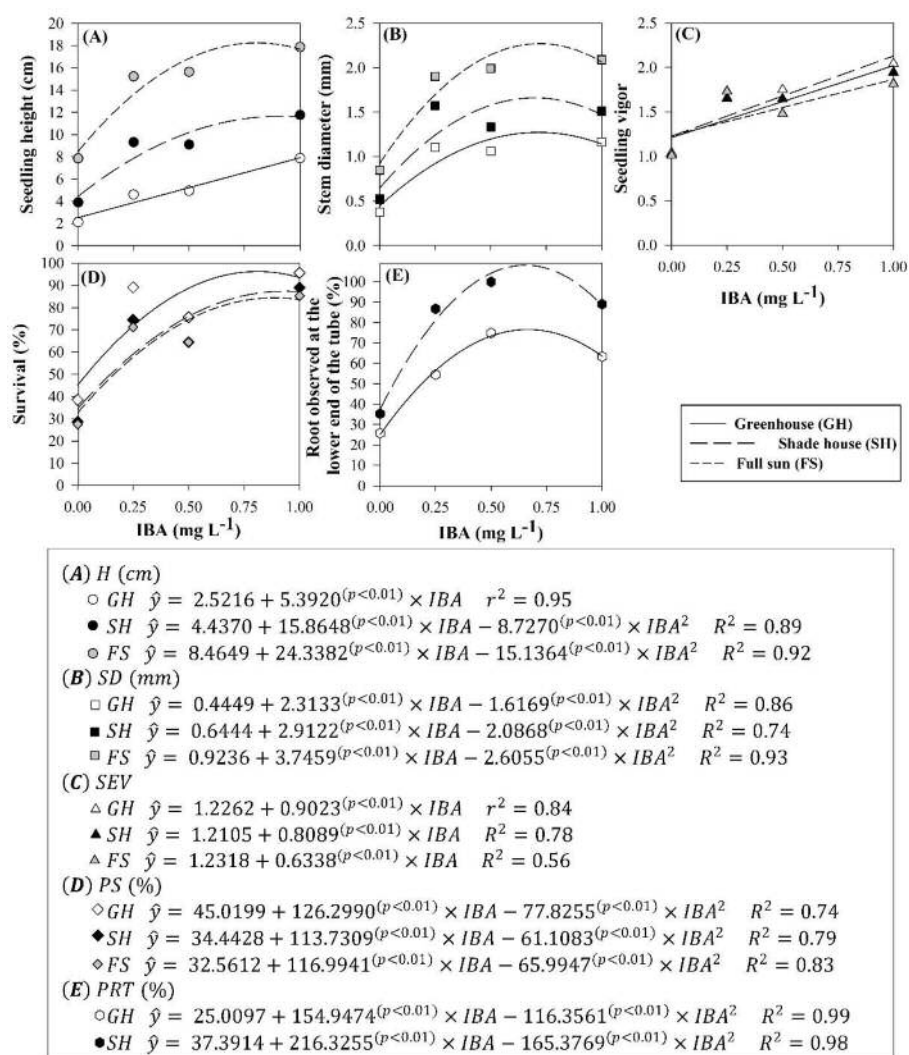 (A)
Seedling height (cm)
20
18
16
14
12
10
8
6
4
2
0
(B)
Stem diameter (mm)
2.5
2.0
1.5
1.0
0.5
0.0
(C)
Seedling vigor
2.5
2.0
1.5
1.0
0.5
0.0
0.00 0.25 0.50 0.75 1.00
IBA (mg L-1)
(D)
Survival (%)
100
90
80
70
60
50
40
30
20
10
0
0.00 0.25 0.50 0.75 1.00
IBA (mg L-1)
(E)
Root observed at the
lower end of the tube (%)
100
90
80
70
60
50
40
30
20
10
0
0.00 0.25 0.50 0.75 1.00
IBA (mg L-1)
Greenhouse (GH)
Shade house (SH)
Full sun (FS)
(A) H (cm)
GH ŷ = 2.5216 + 5.3920(p<0.01) × IBA r² = 0.95
SH ŷ = 4.4370 + 15.8648(p<0.01) × IBA − 8.7270(p<0.01) × IBA² R² = 0.89
FS ŷ = 8.4649 + 24.3382(p<0.01) × IBA − 15.1364(p<0.01) × IBA² R² = 0.92
(B) SD (mm)
GH ŷ = 0.4449 + 2.3133(p<0.01) × IBA − 1.6169(p<0.01) × IBA² R² = 0.86
SH ŷ = 0.6444 + 2.9122(p<0.01) × IBA − 2.0868(p<0.01) × IBA² R² = 0.74
FS ŷ = 0.9236 + 3.7459(p<0.01) × IBA − 2.6055(p<0.01) × IBA² R² = 0.93
(C) SEV
GH ŷ = 1.2262 + 0.9023(p<0.01) × IBA r² = 0.84
SH ŷ = 1.2105 + 0.8089(p<0.01) × IBA R² = 0.78
FS ŷ = 1.2318 + 0.6338(p<0.01) × IBA R² = 0.56
(D) PS (%)
GH ŷ = 45.0199 + 126.2990(p<0.01) × IBA − 77.8255(p<0.01) × IBA² R² = 0.74
SH ŷ = 34.4428 + 113.7309(p<0.01) × IBA − 61.1083(p<0.01) × IBA² R² = 0.79
FS ŷ = 32.5612 + 116.9941(p<0.01) × IBA − 65.9947(p<0.01) × IBA² R² = 0.83
(E) PRT (%)
GH ŷ = 25.0097 + 154.9474(p<0.01) × IBA − 116.3561(p<0.01) × IBA² R² = 0.99
SH ŷ = 37.3914 + 216.3255(p<0.01) × IBA − 165.3769(p<0.01) × IBA² R² = 0.98